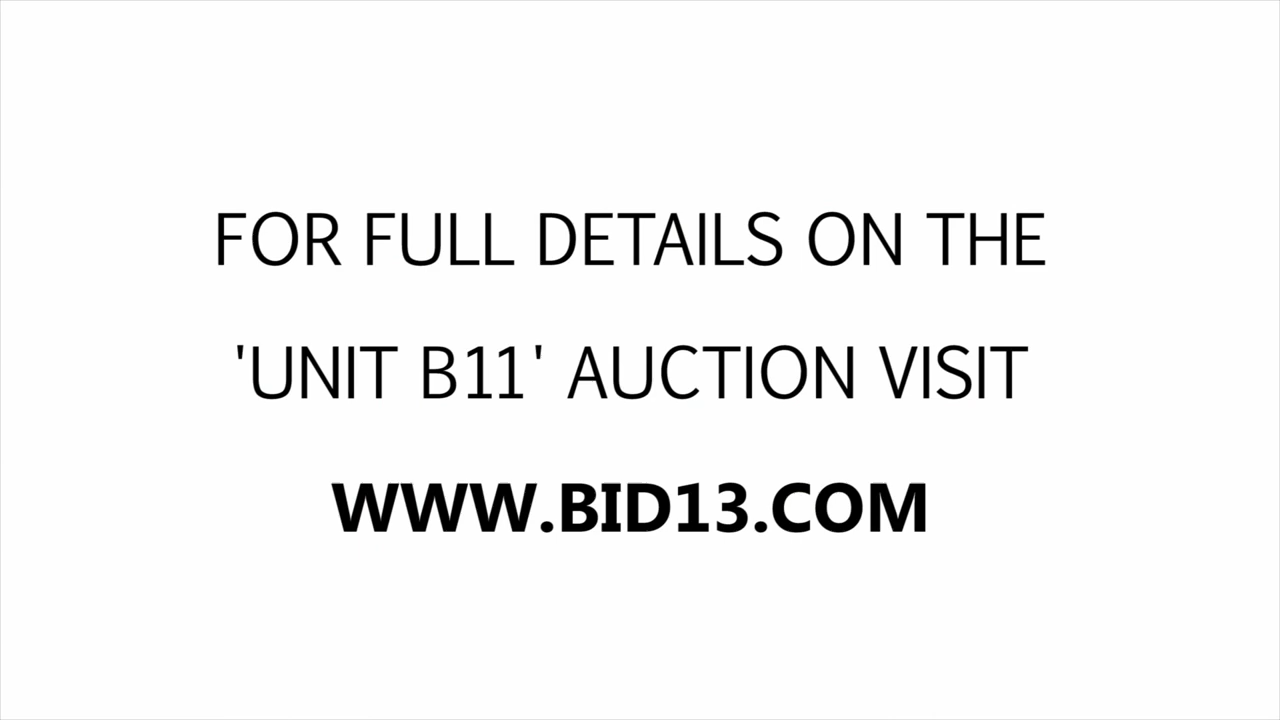 FOR FULL DETAILS ON THE
'UNIT B11' AUCTION VISIT
WWW.BID13.COM